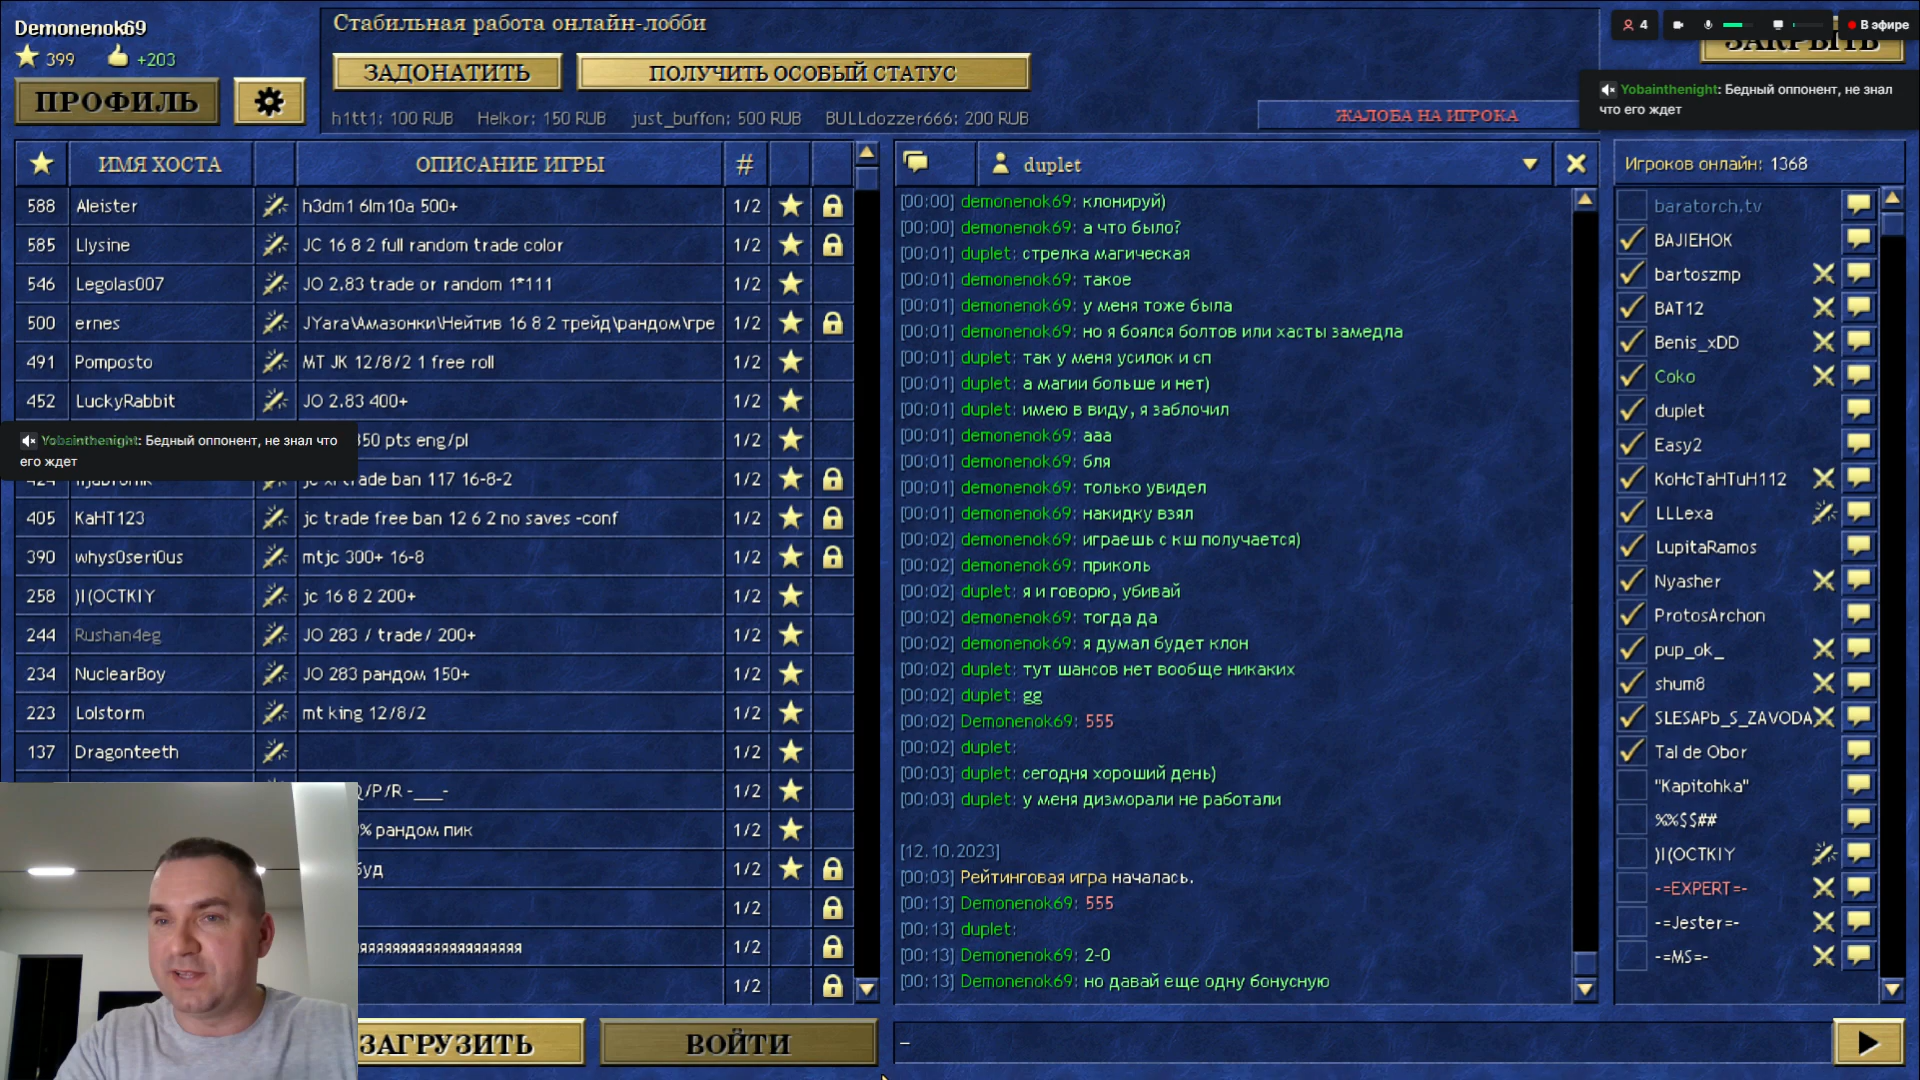 Demonenok69
399 +203
ПРОФИЛЬ
Стабильная работа онлайн-лобби
ЗАДОНАТИТЬ
ПОЛУЧИТЬ ОСОБЫЙ СТАТУС
h1tt1: 100 RUB Helkor: 150 RUB just_buffon: 500 RUB BULLdozzer666: 200 RUB
ЖАЛОБА НА ИГРОКА
4 В эфире
ЗАКРЫТЬ
Yobainthenight: Бедный оппонент, не знал
что его ждет
ИМЯ ХОСТА ОПИСАНИЕ ИГРЫ #
588 Aleister h3dm1 6lm10a 500+ 1/2
585 Llysine JC 16 8 2 full random trade color 1/2
546 Legolas007 JO 2.83 trade or random 1*111 1/2
500 ernes JYara\Амазонки\Нейтив 16 8 2 трейд\рандом\гре 1/2
491 Pomposto MT JK 12/8/2 1 free roll 1/2
452 LuckyRabbit JO 2.83 400+ 1/2
350 pts eng/pl 1/2
Yobainthenight: Бедный оппонент, не знал что
его ждет
trade ban 117 16-8-2 1/2
405 KaHT123 jc trade free ban 12 6 2 no saves -conf 1/2
390 whys0seri0us mtjc 300+ 16-8 1/2
258 )I(OCTKIY jc 16 8 2 200+ 1/2
244 Rushan4eg JO 283 / trade / 200+ 1/2
234 NuclearBoy JO 283 рандом 150+ 1/2
223 Lolstorm mt king 12/8/2 1/2
137 Dragonteeth 1/2
/P/R -___- 1/2
% рандом пик 1/2
буд 1/2
1/2
яяяяяяяяяяяяяяяяяяяя 1/2
1/2
ЗАГРУЗИТЬ
ВОЙТИ
duplet
[00:00] demonenok69: клонируй)
[00:00] demonenok69: а что было?
[00:01] duplet: стрелка магическая
[00:01] demonenok69: такое
[00:01] demonenok69: у меня тоже была
[00:01] demonenok69: но я боялся болтов или хасты замедла
[00:01] duplet: так у меня усилок и сп
[00:01] duplet: а магии больше и нет)
[00:01] duplet: имею в виду, я заблочил
[00:01] demonenok69: ааа
[00:01] demonenok69: бля
[00:01] demonenok69: только увидел
[00:01] demonenok69: накидку взял
[00:02] demonenok69: играешь с кш получается)
[00:02] demonenok69: приколь
[00:02] duplet: я и говорю, убивай
[00:02] demonenok69: тогда да
[00:02] demonenok69: я думал будет клон
[00:02] duplet: тут шансов нет вообще никаких
[00:02] duplet: gg
[00:02] Demonenok69: 555
[00:02] duplet:
[00:03] duplet: сегодня хороший день)
[00:03] duplet: у меня дизморали не работали
[12.10.2023]
[00:03] Рейтинговая игра началась.
[00:13] Demonenok69: 555
[00:13] duplet:
[00:13] Demonenok69: 2-0
[00:13] Demonenok69: но давай еще одну бонусную
Игроков онлайн: 1368
baratorch.tv
BAJIEHOK
bartoszmp
BAT12
Benis_xDD
Coko
duplet
Easy2
KoHcTaHTuH112
LLLexa
LupitaRamos
Nyasher
ProtosArchon
pup_ok_
shum8
SLESAPb_S_ZAVODA
Tal de Obor
"Kapitohka"
%%$$##
)I(OCTKIY
-=EXPERT=-
-=Jester=-
-=MS=-